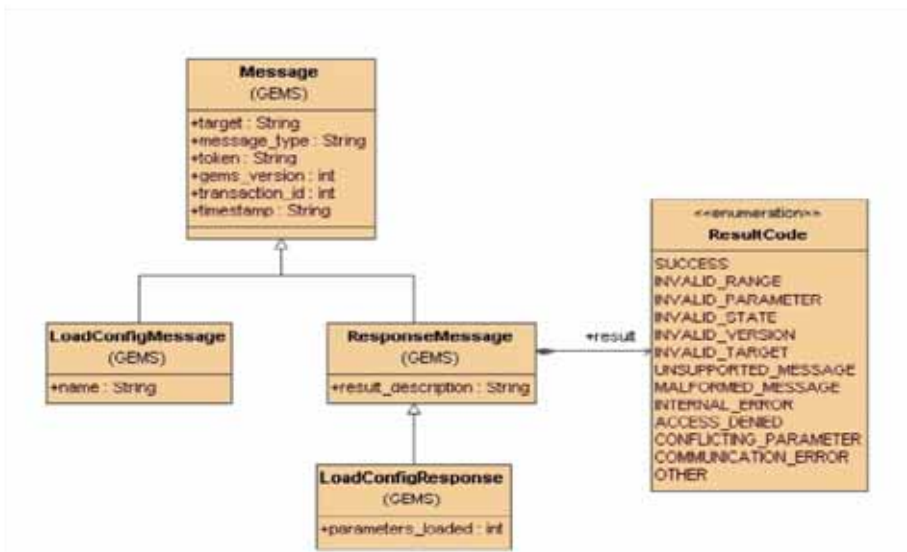 Message
(GEMS)
+target : String
+message_type : String
+token : String
+gems_version : int
+transaction_id : int
+timestamp : String
<<enumeration>>
ResultCode
SUCCESS
INVALID_RANGE
INVALID_PARAMETER
INVALID_STATE
INVALID_VERSION
INVALID_TARGET
UNSUPPORTED_MESSAGE
MALFORMED_MESSAGE
INTERNAL_ERROR
ACCESS_DENIED
CONFLICTING_PARAMETER
COMMUNICATION_ERROR
OTHER
LoadConfigMessage
(GEMS)
+name : String
ResponseMessage
(GEMS)
+result_description : String
+result
LoadConfigResponse
(GEMS)
+parameters_loaded : int